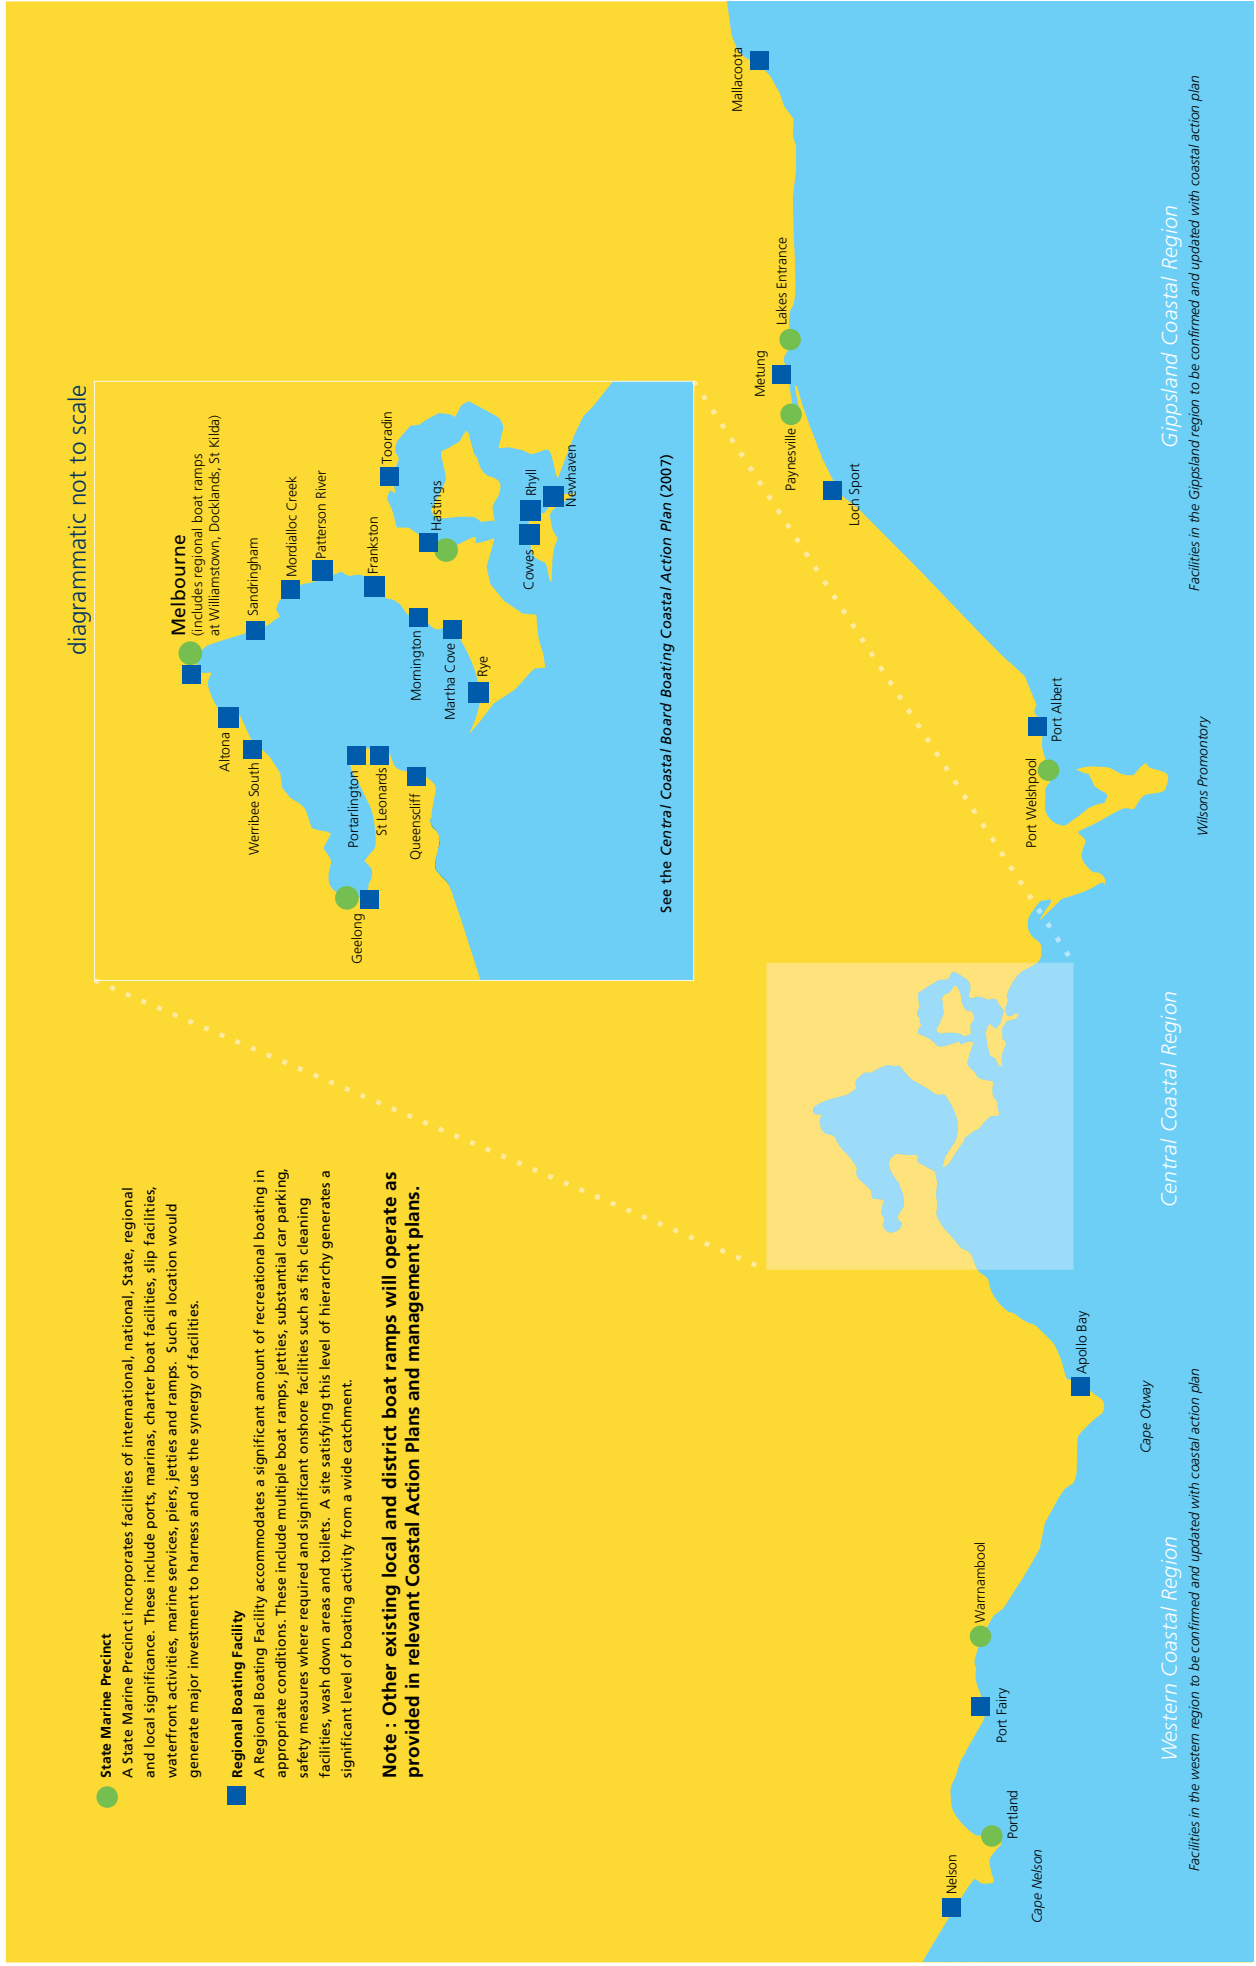 diagrammatic not to scale
State Marine Precinct
A State Marine Precinct incorporates facilities of international, national, State, regional
and local significance. These include ports, marinas, charter boat facilities, slip facilities,
waterfront activities, marine services, piers, jetties and ramps.  Such a location would
generate major investment to harness and use the synergy of facilities.
Regional Boating Facility
A Regional Boating Facility accommodates a significant amount of recreational boating in
appropriate conditions. These include multiple boat ramps, jetties, substantial car parking,
safety measures where required and significant onshore facilities such as fish cleaning
facilities, wash down areas and toilets.  A site satisfying this level of hierarchy generates a
significant level of boating activity from a wide catchment.
Note : Other existing local and district boat ramps will operate as
provided in relevant Coastal Action Plans and management plans.
Melbourne
(includes regional boat ramps
at Williamstown, Docklands, St Kilda)
Altona
Werribee South
Sandringham
Mordialloc Creek
Patterson River
Frankston
Tooradin
Geelong
Portarlington
St Leonards
Queenscliff
Mornington
Martha Cove
Rye
Hastings
Cowes
Rhyll
Newhaven
See the Central Coastal Board Boating Coastal Action Plan (2007)
Mallacoota
Lakes Entrance
Metung
Paynesville
Loch Sport
Port Albert
Port Welshpool
Wilsons Promontory
Apollo Bay
Cape Otway
Warrnambool
Port Fairy
Portland
Nelson
Cape Nelson
Western Coastal Region
Facilities in the western region to be confirmed and updated with coastal action plan
Central Coastal Region
Gippsland Coastal Region
Facilities in the Gippsland region to be confirmed and updated with coastal action plan